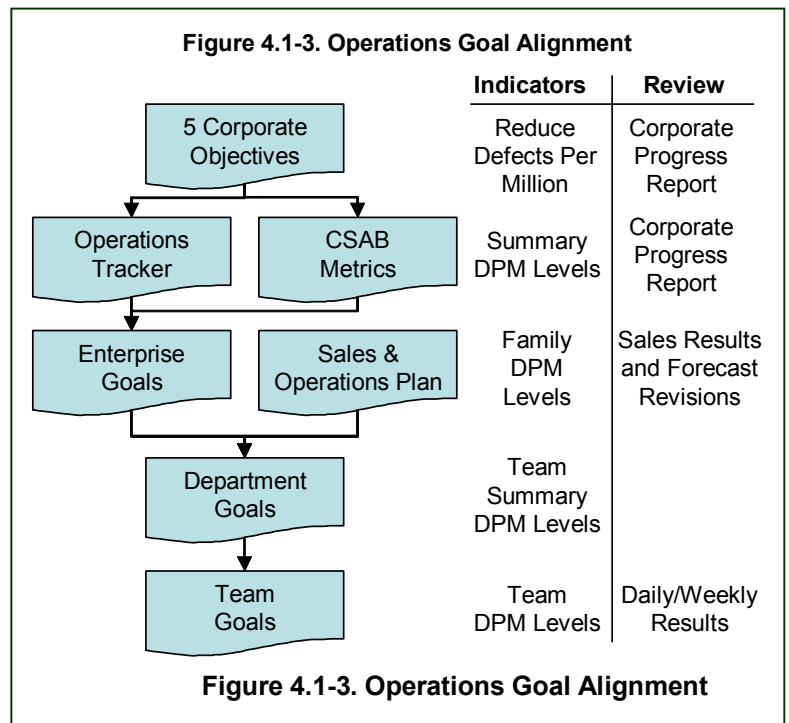 Figure 4.1-3. Operations Goal Alignment
Indicators Review
5 Corporate
Objectives
Reduce
Defects Per
Million
Corporate
Progress
Report
Operations
Tracker
CSAB
Metrics
Summary
DPM Levels
Corporate
Progress
Report
Enterprise
Goals
Sales &
Operations Plan
Family
DPM
Levels
Sales Results
and Forecast
Revisions
Department
Goals
Team
Summary
DPM Levels
Team
Goals
Team
DPM Levels
Daily/Weekly
Results
Figure 4.1-3. Operations Goal Alignment